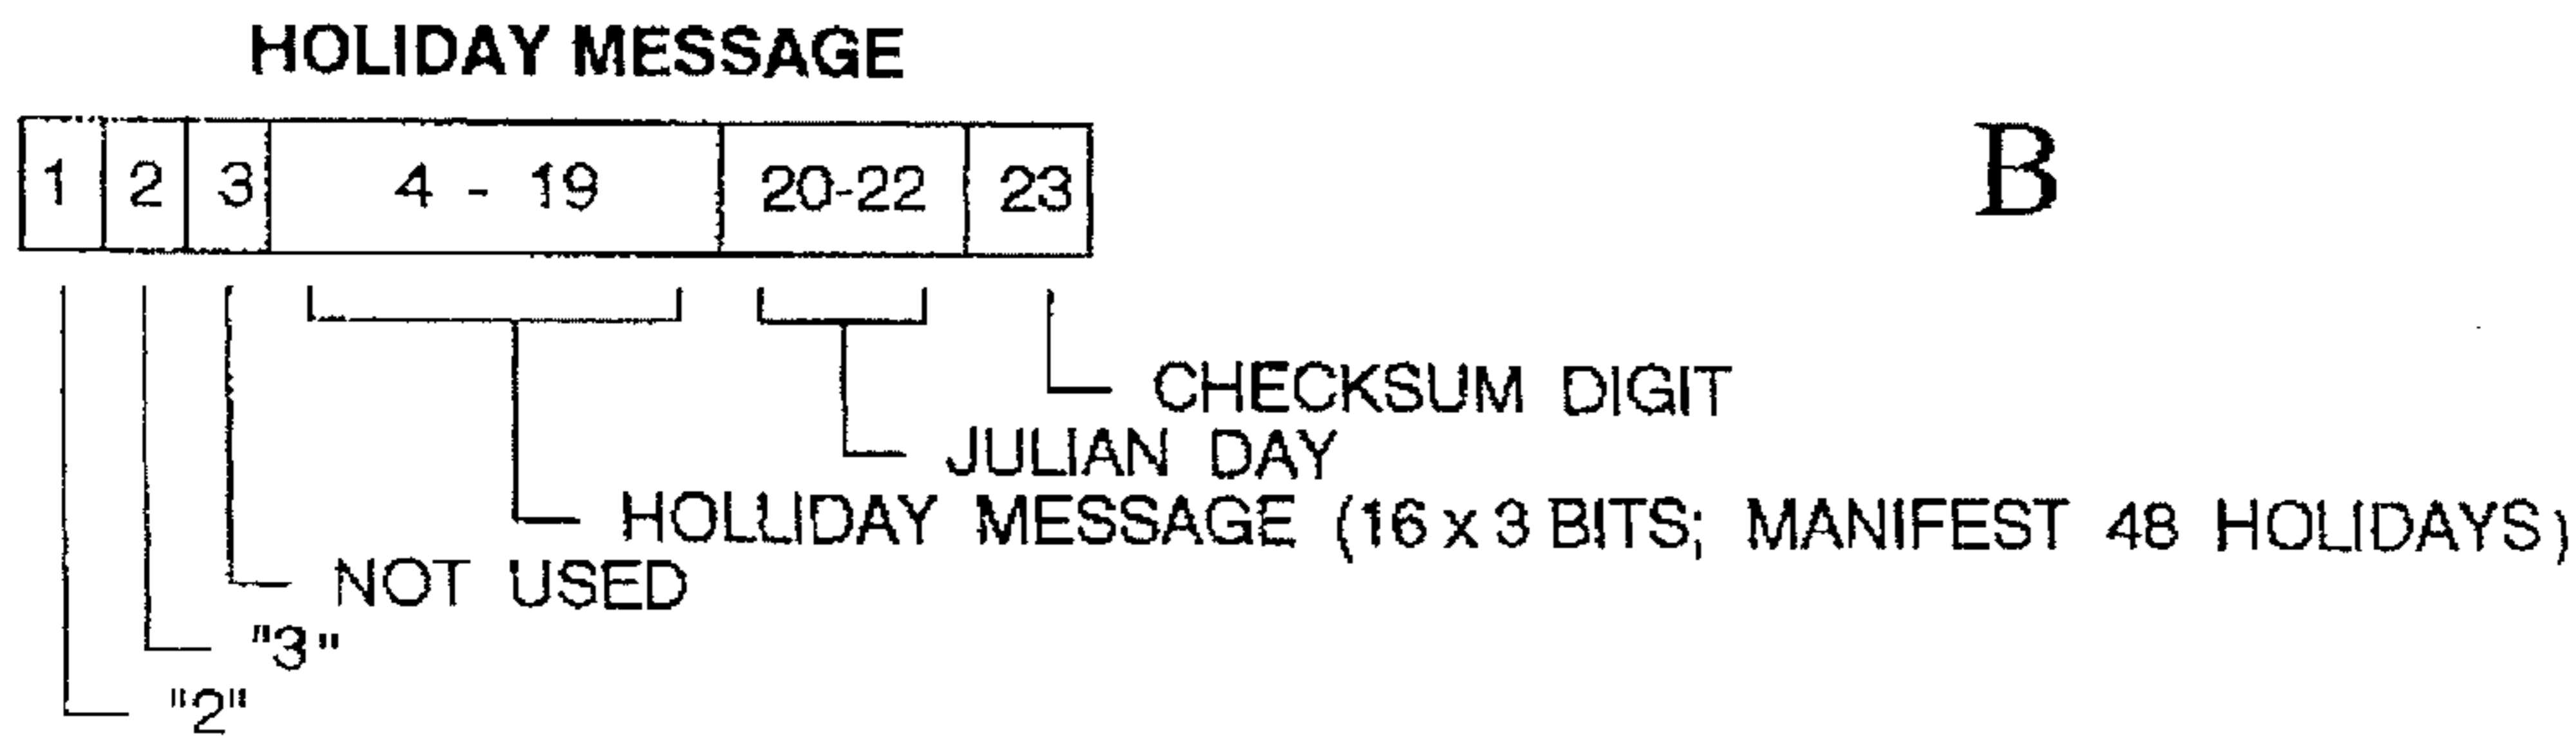 HOLIDAY MESSAGE
1 2 3 4 - 19 20-22 23
B
CHECKSUM DIGIT
JULIAN DAY
HOLLIDAY MESSAGE (16 x 3 BITS; MANIFEST 48 HOLIDAYS)
NOT USED
"3"
"2"